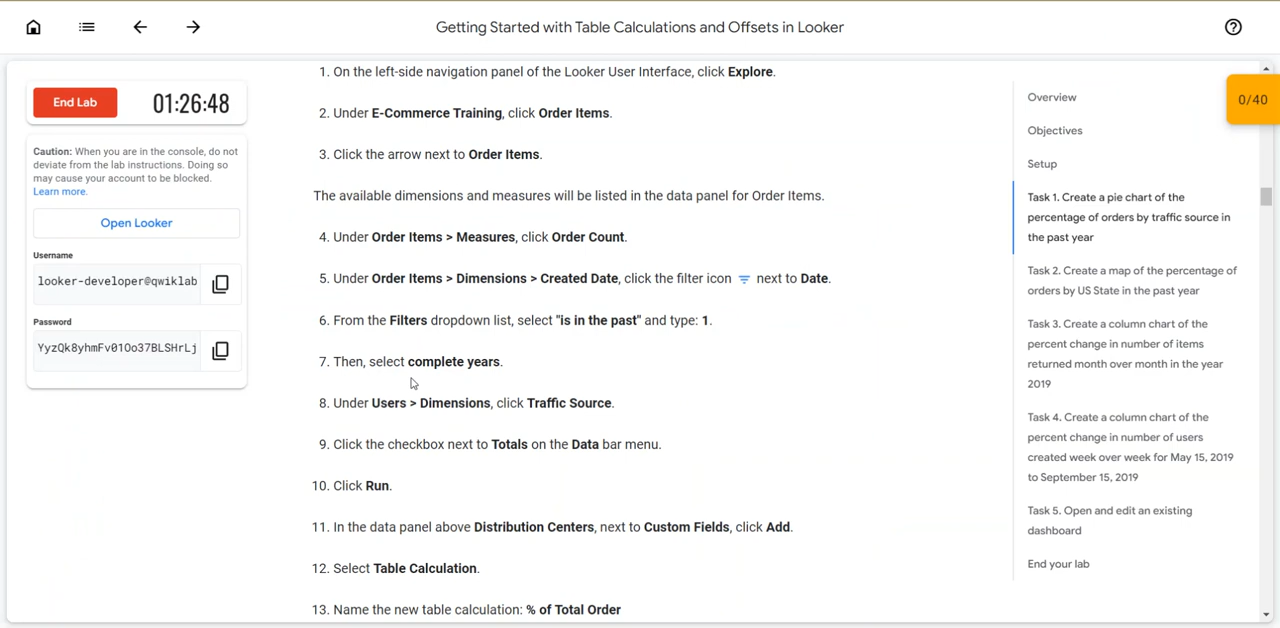 Getting Started with Table Calculations and Offsets in Looker
End Lab
01:26:48
Caution: When you are in the console, do not
deviate from the lab instructions. Doing so
may cause your account to be blocked.
Learn more.
Open Looker
Username
looker-developer@qwiklab
Password
YyzQk8yhmFv01Oo37BLSHrLj
1. On the left-side navigation panel of the Looker User Interface, click Explore.
2. Under E-Commerce Training, click Order Items.
3. Click the arrow next to Order Items.
The available dimensions and measures will be listed in the data panel for Order Items.
4. Under Order Items > Measures, click Order Count.
5. Under Order Items > Dimensions > Created Date, click the filter icon next to Date.
6. From the Filters dropdown list, select "is in the past" and type: 1.
7. Then, select complete years.
8. Under Users > Dimensions, click Traffic Source.
9. Click the checkbox next to Totals on the Data bar menu.
10. Click Run.
11. In the data panel above Distribution Centers, next to Custom Fields, click Add.
12. Select Table Calculation.
13. Name the new table calculation: % of Total Order
Overview
Objectives
Setup
Task 1. Create a pie chart of the
percentage of orders by traffic source in
the past year
Task 2. Create a map of the percentage of
orders by US State in the past year
Task 3. Create a column chart of the
percent change in number of items
returned month over month in the year
2019
Task 4. Create a column chart of the
percent change in number of users
created week over week for May 15, 2019
to September 15, 2019
Task 5. Open and edit an existing
dashboard
End your lab
0/40